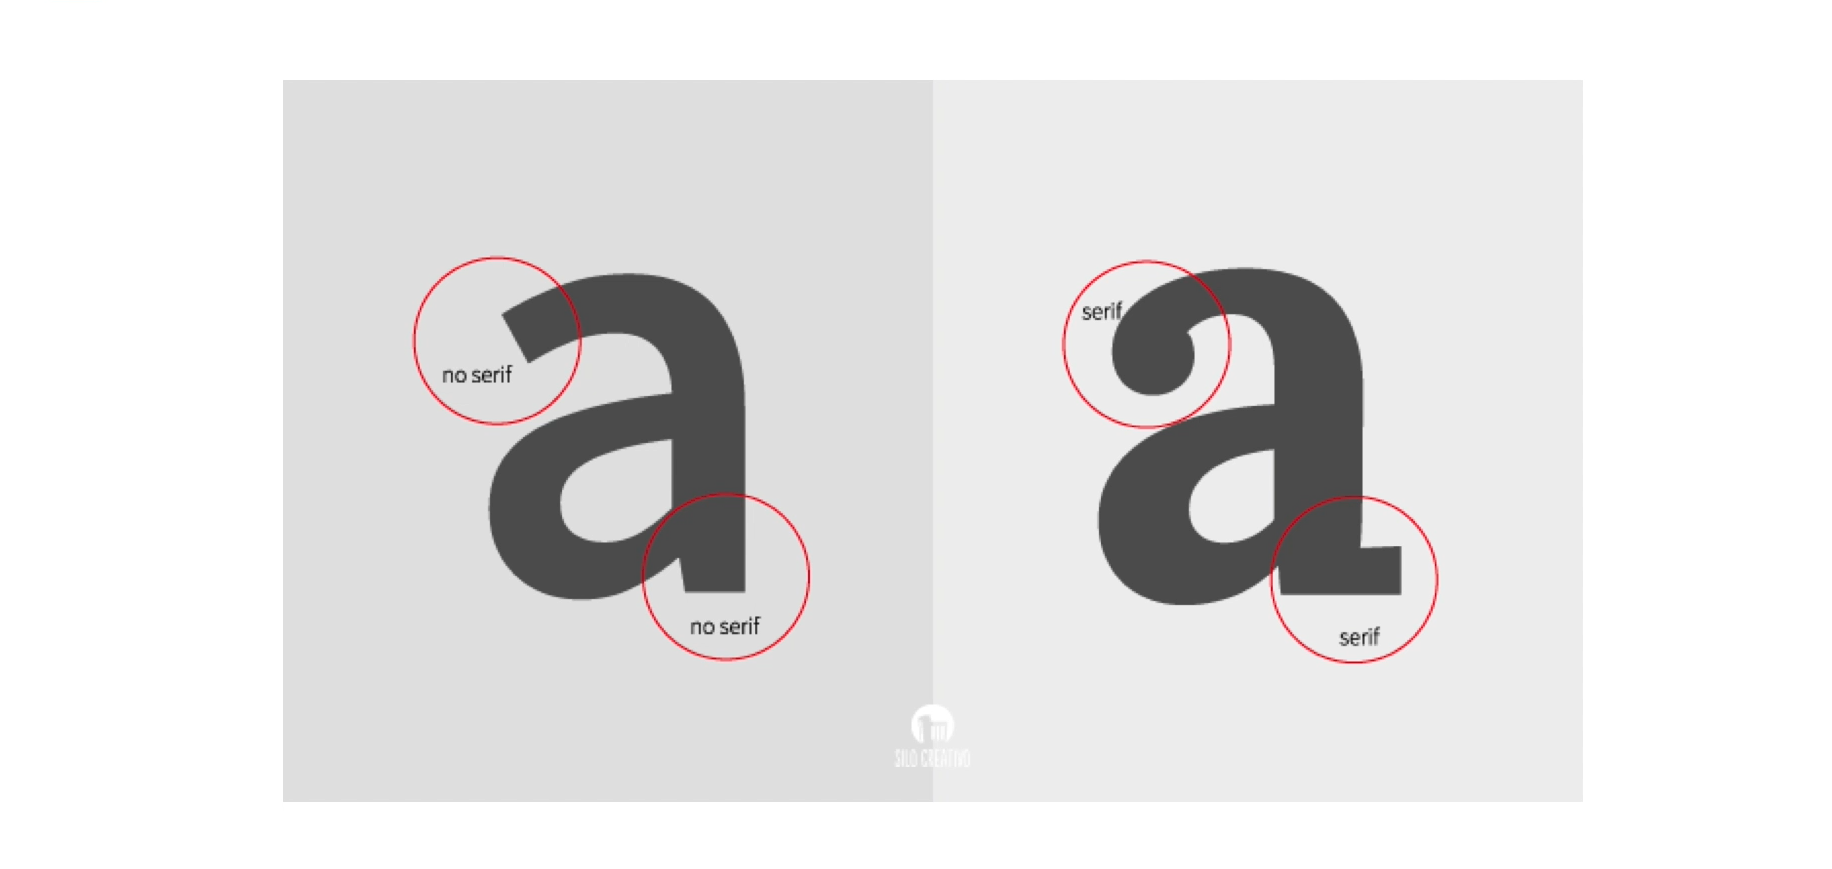 a
a
no serif
serif
no serif
serif
SILO CREATIVO